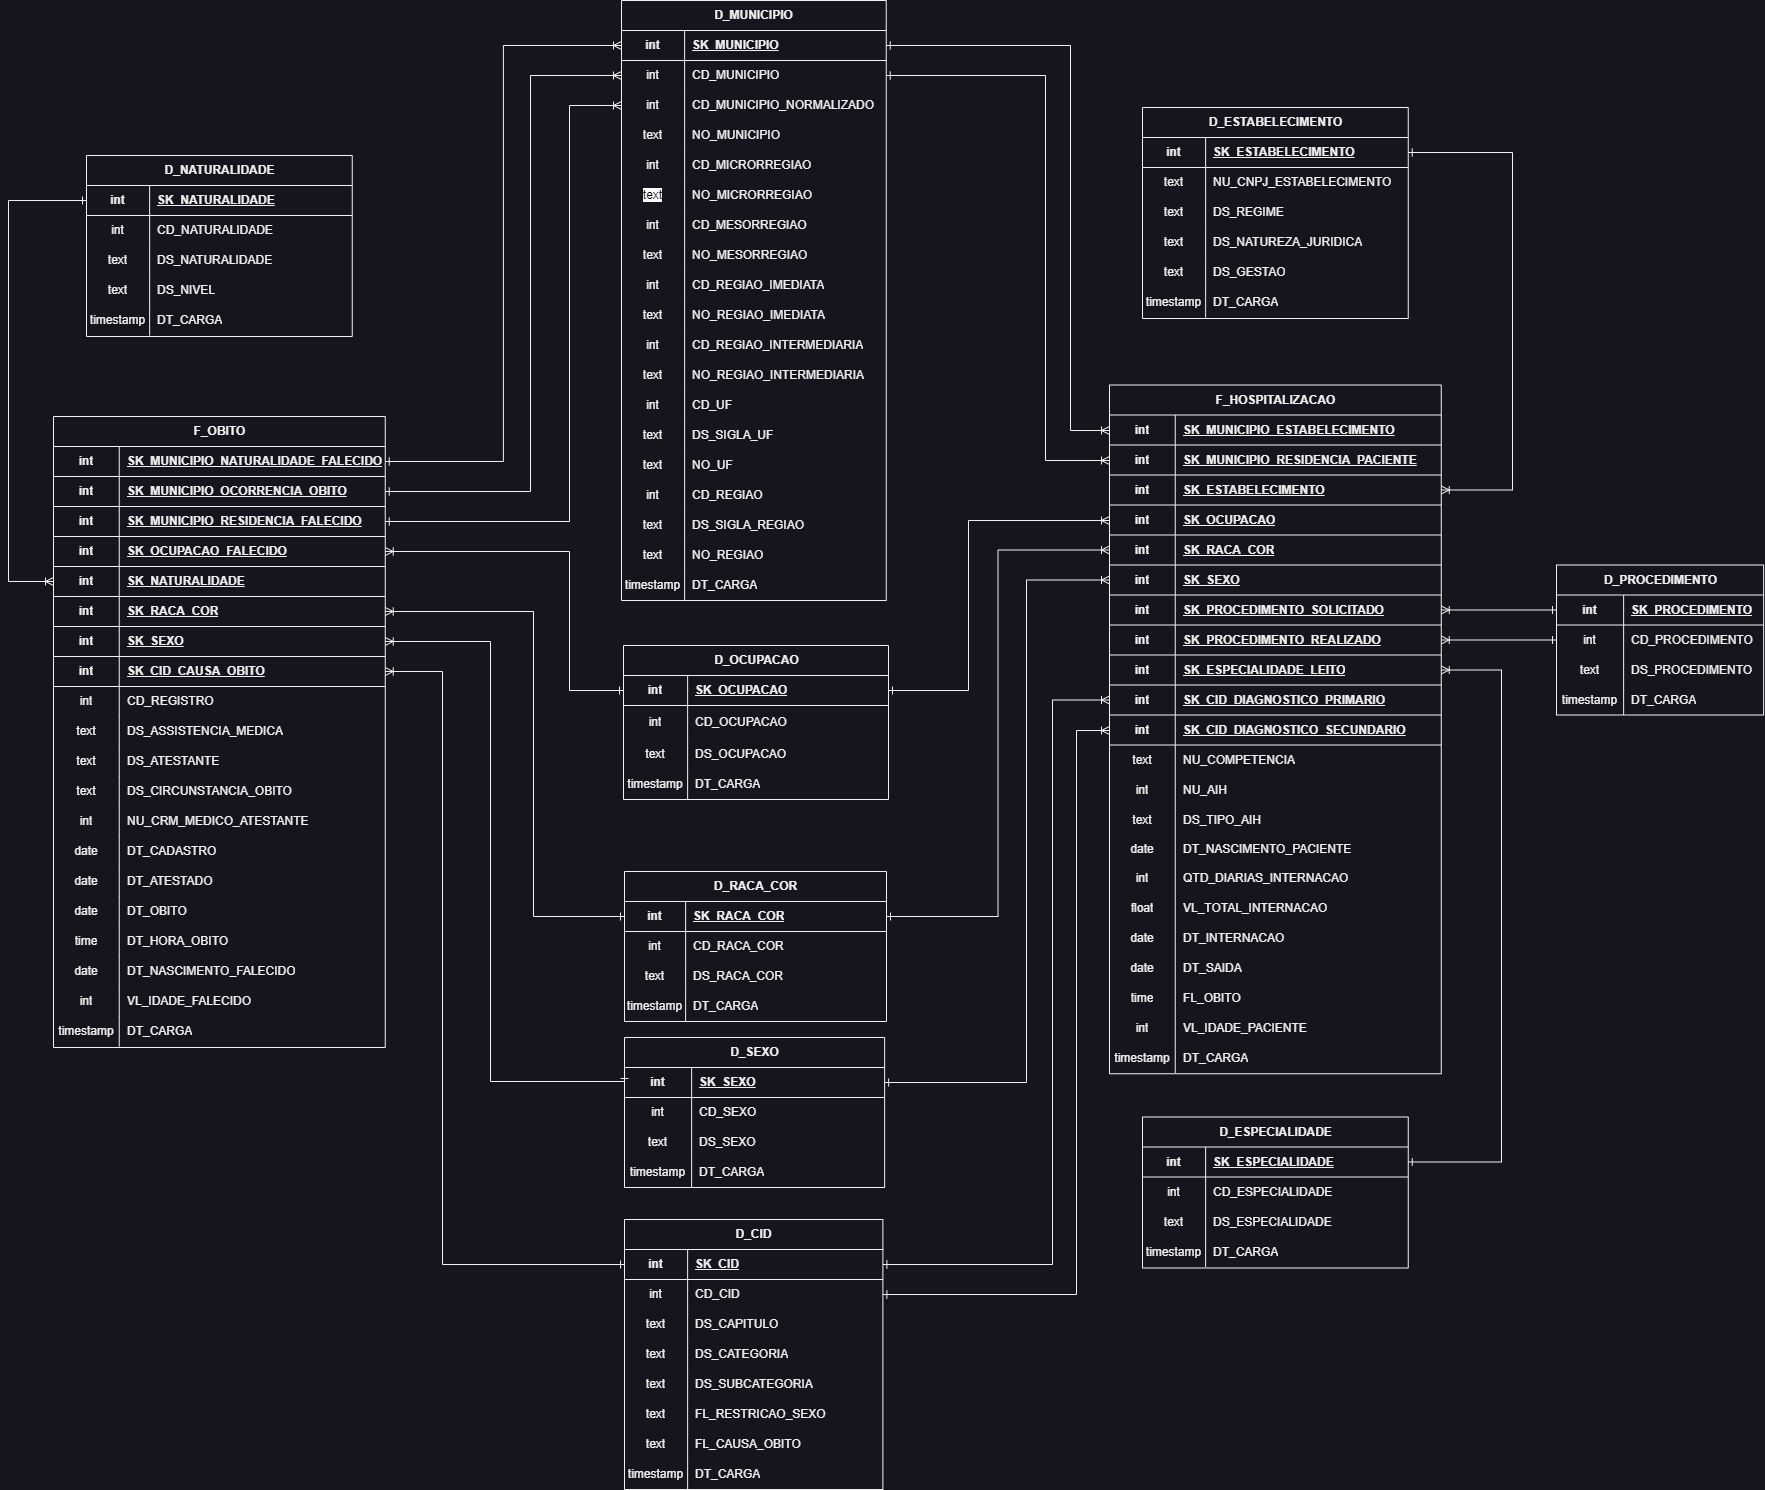 D_MUNICIPIO
int SK_MUNICIPIO
int CD_MUNICIPIO
int CD_MUNICIPIO_NORMALIZADO
text NO_MUNICIPIO
int CD_MICRORREGIAO
text NO_MICRORREGIAO
int CD_MESORREGIAO
text NO_MESORREGIAO
int CD_REGIAO_IMEDIATA
text NO_REGIAO_IMEDIATA
int CD_REGIAO_INTERMEDIARIA
text NO_REGIAO_INTERMEDIARIA
int CD_UF
text DS_SIGLA_UF
text NO_UF
int CD_REGIAO
text DS_SIGLA_REGIAO
text NO_REGIAO
timestamp DT_CARGA
D_ESTABELECIMENTO
int SK_ESTABELECIMENTO
text NU_CNPJ_ESTABELECIMENTO
text DS_REGIME
text DS_NATUREZA_JURIDICA
text DS_GESTAO
timestamp DT_CARGA
D_NATURALIDADE
int SK_NATURALIDADE
int CD_NATURALIDADE
text DS_NATURALIDADE
text DS_NIVEL
timestamp DT_CARGA
F_OBITO
int SK_MUNICIPIO_NATURALIDADE_FALECIDO
int SK_MUNICIPIO_OCORRENCIA_OBITO
int SK_MUNICIPIO_RESIDENCIA_FALECIDO
int SK_OCUPACAO_FALECIDO
int SK_NATURALIDADE
int SK_RACA_COR
int SK_SEXO
int SK_CID_CAUSA_OBITO
int CD_REGISTRO
text DS_ASSISTENCIA_MEDICA
text DS_ATESTANTE
text DS_CIRCUNSTANCIA_OBITO
int NU_CRM_MEDICO_ATESTANTE
date DT_CADASTRO
date DT_ATESTADO
date DT_OBITO
time DT_HORA_OBITO
date DT_NASCIMENTO_FALECIDO
int VL_IDADE_FALECIDO
timestamp DT_CARGA
F_HOSPITALIZACAO
int SK_MUNICIPIO_ESTABELECIMENTO
int SK_MUNICIPIO_RESIDENCIA_PACIENTE
int SK_ESTABELECIMENTO
int SK_OCUPACAO
int SK_RACA_COR
int SK_SEXO
int SK_PROCEDIMENTO_SOLICITADO
int SK_PROCEDIMENTO_REALIZADO
int SK_ESPECIALIDADE_LEITO
int SK_CID_DIAGNOSTICO_PRIMARIO
int SK_CID_DIAGNOSTICO_SECUNDARIO
text NU_COMPETENCIA
int NU_AIH
text DS_TIPO_AIH
date DT_NASCIMENTO_PACIENTE
int QTD_DIARIAS_INTERNACAO
float VL_TOTAL_INTERNACAO
date DT_INTERNACAO
date DT_SAIDA
time FL_OBITO
int VL_IDADE_PACIENTE
timestamp DT_CARGA
D_PROCEDIMENTO
int SK_PROCEDIMENTO
int CD_PROCEDIMENTO
text DS_PROCEDIMENTO
timestamp DT_CARGA
D_OCUPACAO
int SK_OCUPACAO
int CD_OCUPACAO
text DS_OCUPACAO
timestamp DT_CARGA
D_RACA_COR
int SK_RACA_COR
int CD_RACA_COR
text DS_RACA_COR
timestamp DT_CARGA
D_SEXO
int SK_SEXO
int CD_SEXO
text DS_SEXO
timestamp DT_CARGA
D_ESPECIALIDADE
int SK_ESPECIALIDADE
int CD_ESPECIALIDADE
text DS_ESPECIALIDADE
timestamp DT_CARGA
D_CID
int SK_CID
int CD_CID
text DS_CAPITULO
text DS_CATEGORIA
text DS_SUBCATEGORIA
text FL_RESTRICAO_SEXO
text FL_CAUSA_OBITO
timestamp DT_CARGA